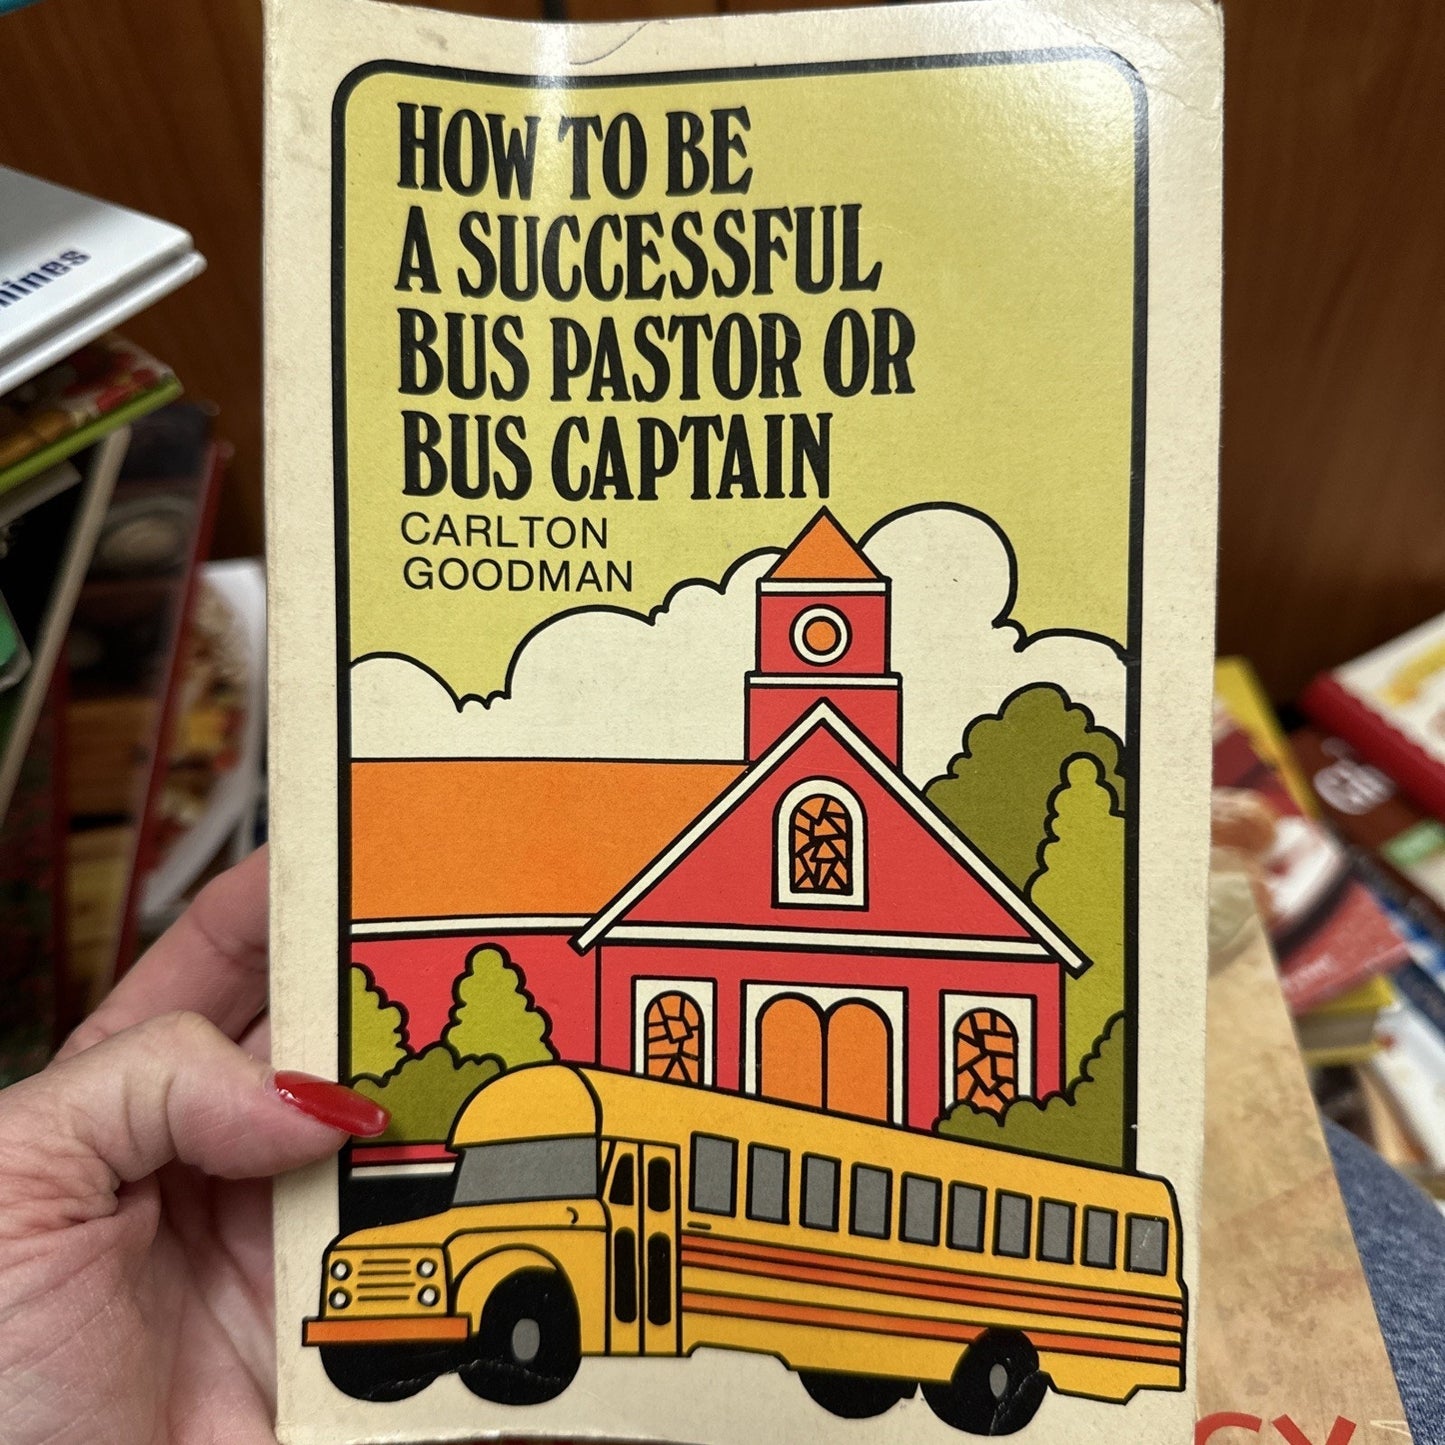 HOW TO BE
A SUCCESSFUL
BUS PASTOR OR
BUS CAPTAIN
CARLTON
GOODMAN